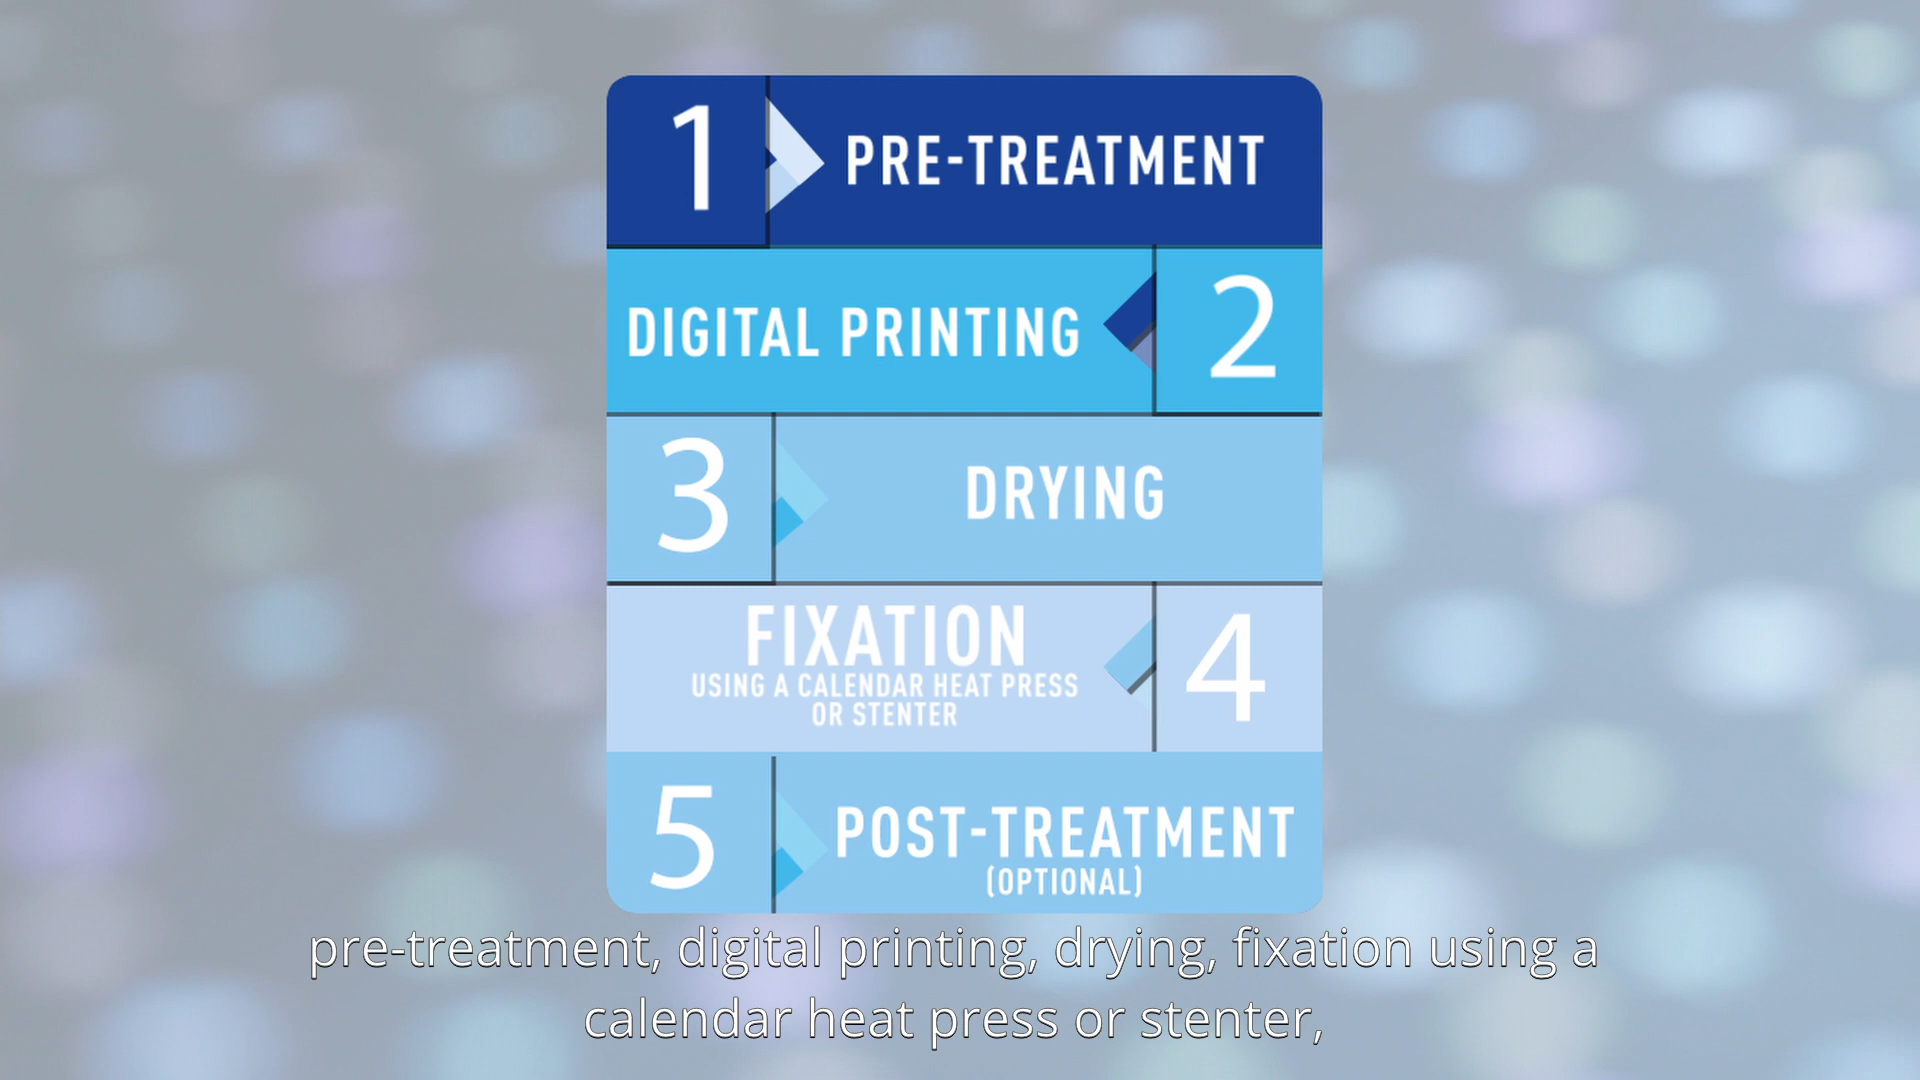 1 PRE-TREATMENT
DIGITAL PRINTING 2
3 DRYING
FIXATION 4
USING A CALENDAR HEAT PRESS
OR STENTER
5 POST-TREATMENT
(OPTIONAL)
pre-treatment, digital printing, drying, fixation using a
calendar heat press or stenter,